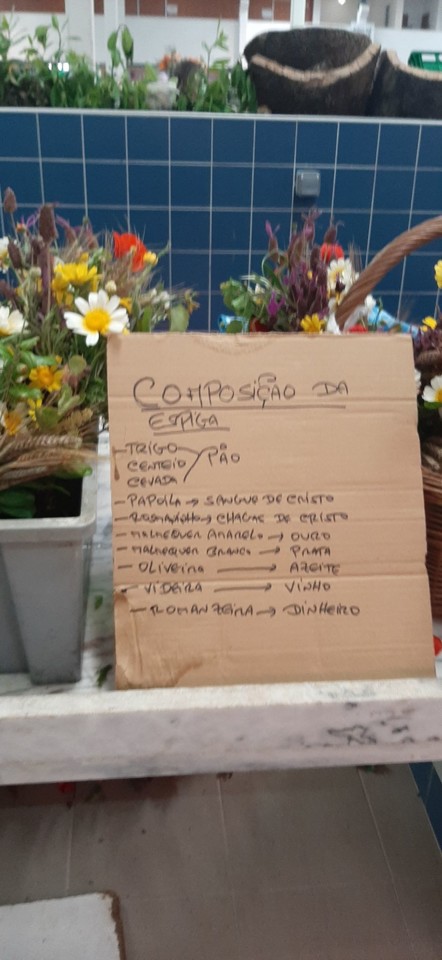 COMPOSIÇÃO DA
ESPIGA
- TRIGO
CENTEIO
CEVADA
PÃO
- PAPOILA → SANGUE DE CRISTO
- ROSMANINHO → CHAGAS DE CRISTO
- MALMEQUER AMARELO → OURO
- MALMEQUER BRANCO → PRATA
- OLIVEIRA → AZEITE
- VIDEIRA → VINHO
- ROMANZEIRA → DINHEIRO